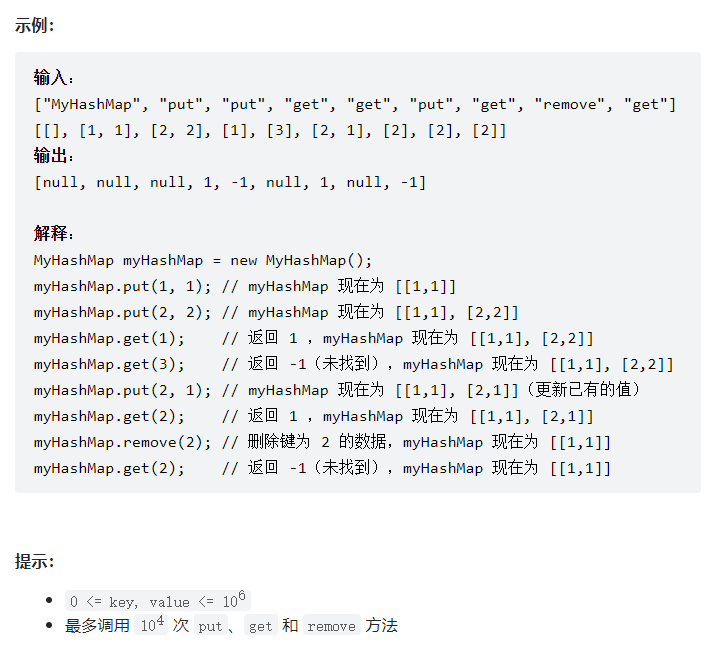 示例：
输入：
["MyHashMap", "put", "put", "get", "get", "put", "get", "remove", "get"]
[[], [1, 1], [2, 2], [1], [3], [2, 1], [2], [2], [2]]
输出：
[null, null, null, 1, -1, null, 1, null, -1]
解释：
MyHashMap myHashMap = new MyHashMap();
myHashMap.put(1, 1); // myHashMap 现在为 [[1,1]]
myHashMap.put(2, 2); // myHashMap 现在为 [[1,1], [2,2]]
myHashMap.get(1);    // 返回 1 ，myHashMap 现在为 [[1,1], [2,2]]
myHashMap.get(3);    // 返回 -1（未找到），myHashMap 现在为 [[1,1], [2,2]]
myHashMap.put(2, 1); // myHashMap 现在为 [[1,1], [2,1]]（更新已有的值）
myHashMap.get(2);    // 返回 1 ，myHashMap 现在为 [[1,1], [2,1]]
myHashMap.remove(2); // 删除键为 2 的数据，myHashMap 现在为 [[1,1]]
myHashMap.get(2);    // 返回 -1（未找到），myHashMap 现在为 [[1,1]]
提示：
• 0 <= key, value <= 10⁶
• 最多调用 10⁴ 次 put、get 和 remove 方法